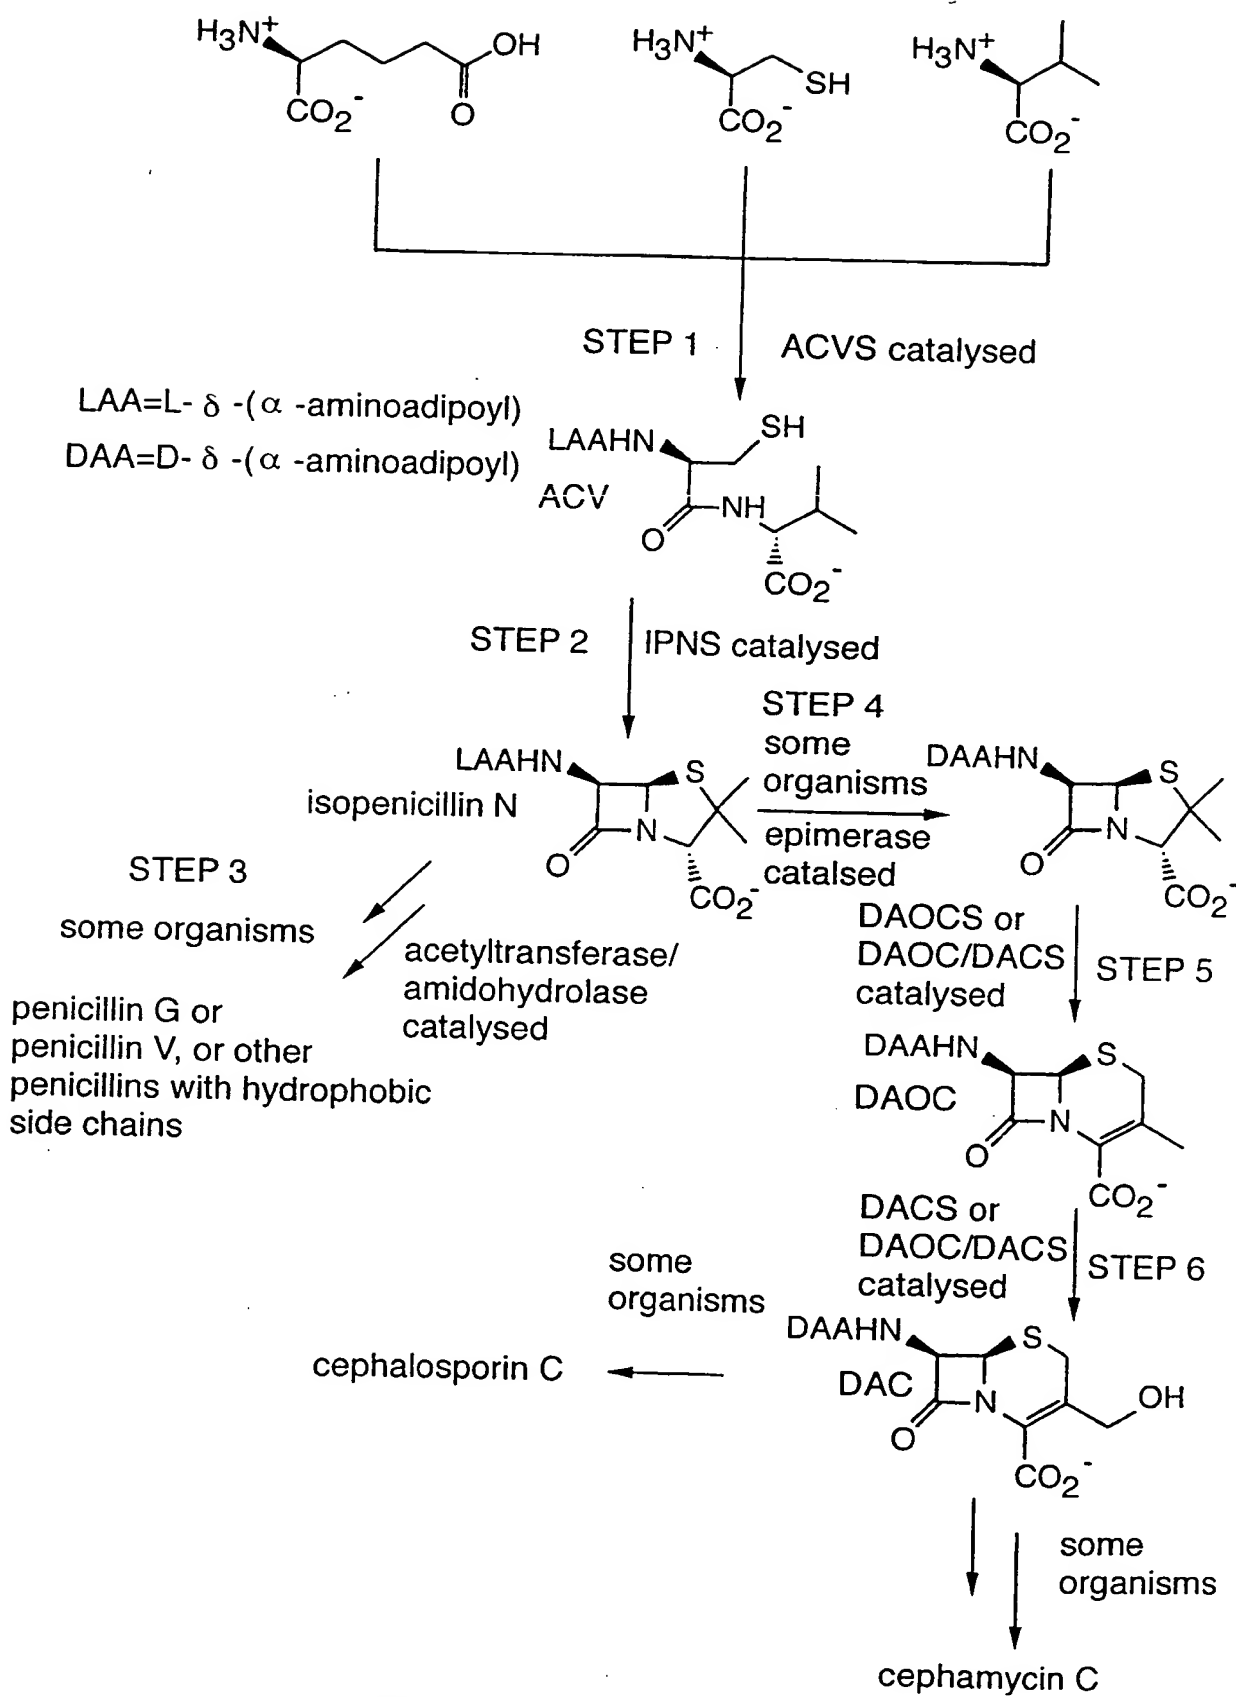 H3N+
OH
CO2-
O
H3N+
SH
CO2-
H3N+
CO2-
STEP 1
ACVS catalysed
LAA=L- δ -(α -aminoadipoyl)
DAA=D- δ -(α -aminoadipoyl)
LAAHN
SH
ACV
NH
O
CO2-
STEP 2
IPNS catalysed
STEP 4
some
organisms
epimerase
catalsed
LAAHN
S
isopenicillin N
N
O
CO2-
DAAHN
S
N
O
CO2-
STEP 3
some organisms
acetyltransferase/
amidohydrolase
catalysed
penicillin G or
penicillin V, or other
penicillins with hydrophobic
side chains
DAOCS or
DAOC/DACS
catalysed
STEP 5
DAAHN
S
DAOC
N
O
CO2-
DACS or
DAOC/DACS
catalysed
STEP 6
some
organisms
cephalosporin C
DAAHN
S
DAC
N
OH
O
CO2-
some
organisms
cephamycin C